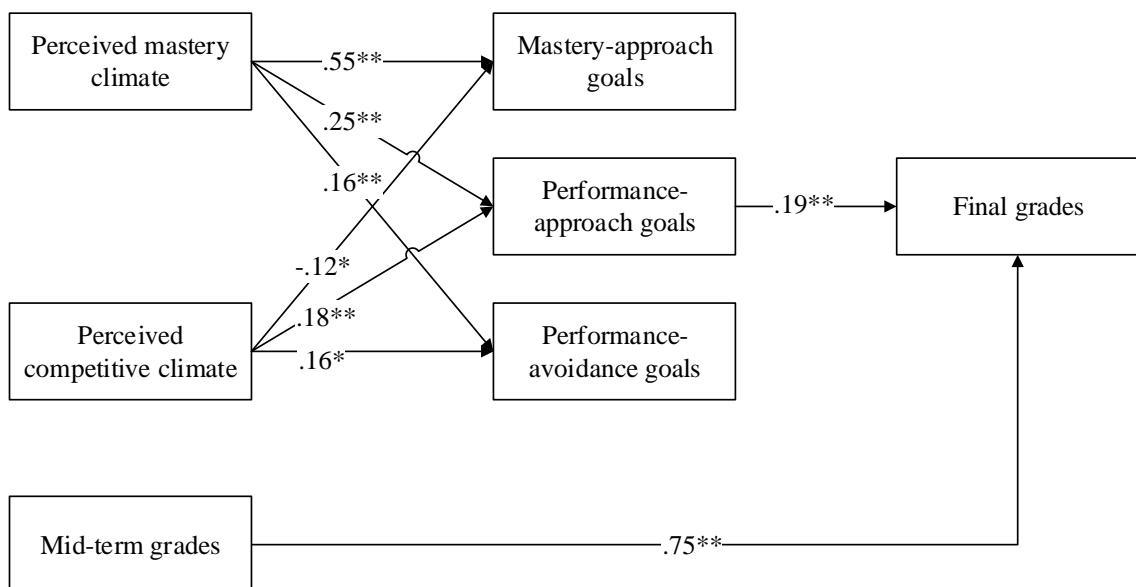 Perceived mastery
climate
.55**
Mastery-approach
goals
.25**
.16**
Performance-
approach goals
.19**
Final grades
-.12*
.18**
Perceived
competitive climate
.16*
Performance-
avoidance goals
Mid-term grades
.75**